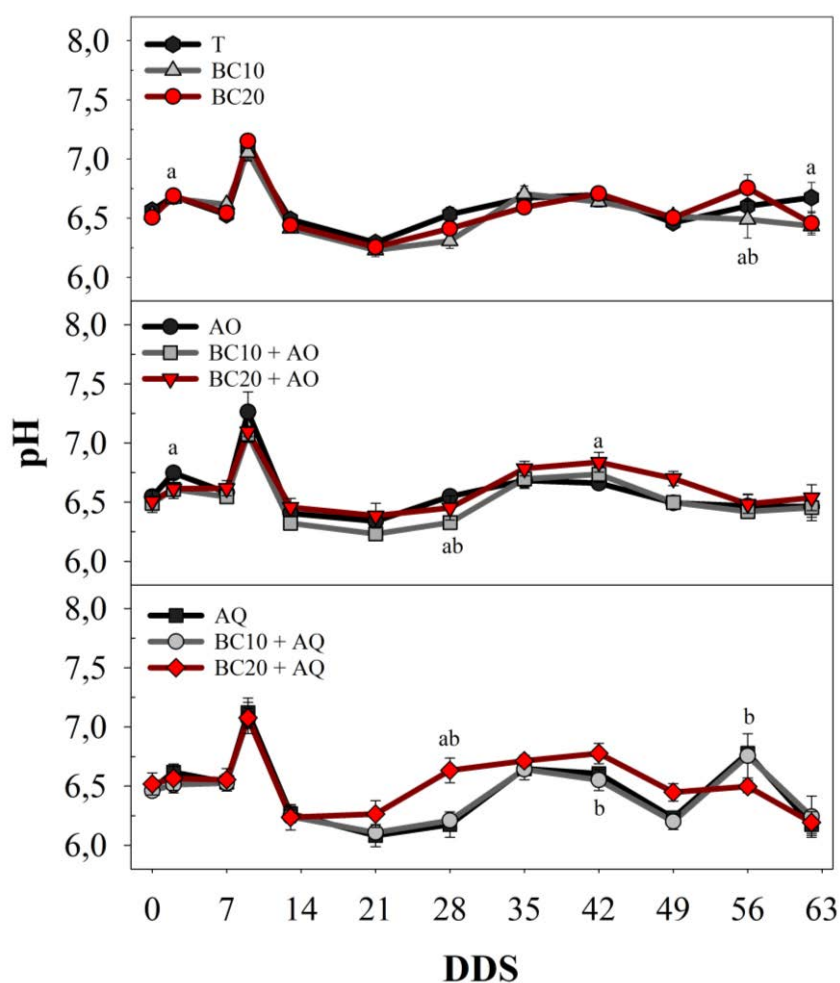 8,0
7,5
7,0
6,5
6,0
T
BC10
BC20
a
a
ab
8,0
7,5
7,0
6,5
6,0
AO
BC10 + AO
BC20 + AO
a
a
ab
8,0
7,5
7,0
6,5
6,0
AQ
BC10 + AQ
BC20 + AQ
ab
b
b
pH
0 7 14 21 28 35 42 49 56 63
DDS